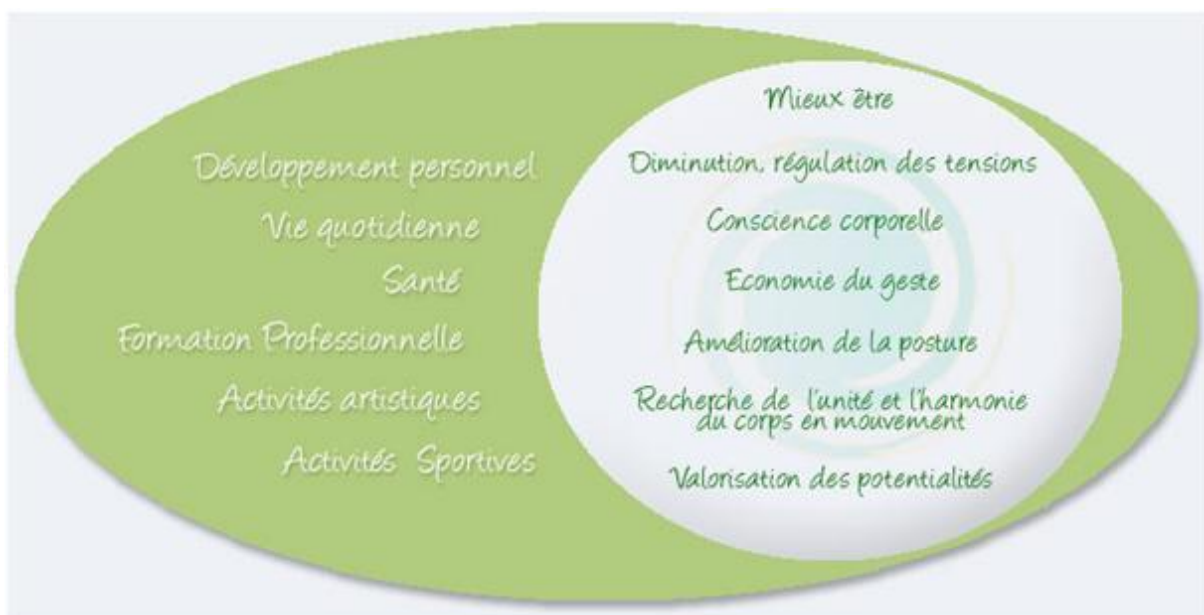 Développement personnel
Vie quotidienne
Santé
Formation Professionnelle
Activités artistiques
Activités Sportives
Mieux être
Diminution, régulation des tensions
Conscience corporelle
Economie du geste
Amélioration de la posture
Recherche de l'unité et l'harmonie
du corps en mouvement
Valorisation des potentialités